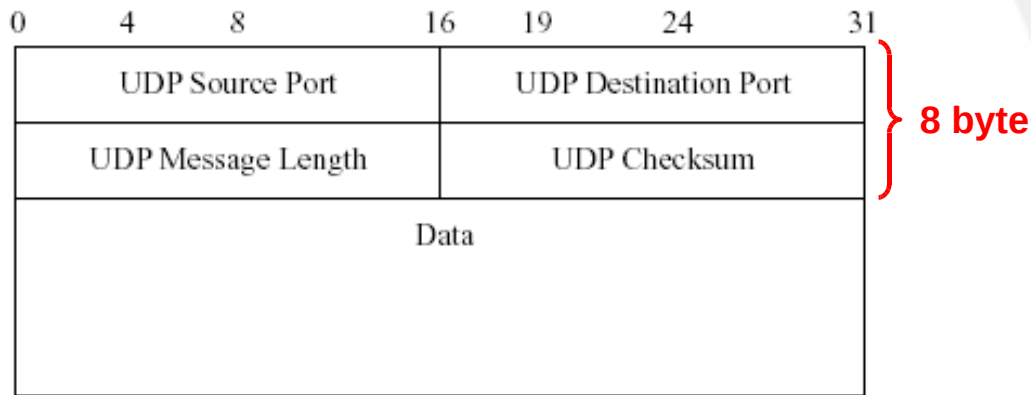 0 4 8 16 19 24 31
UDP Source Port UDP Destination Port
8 byte
UDP Message Length UDP Checksum
Data